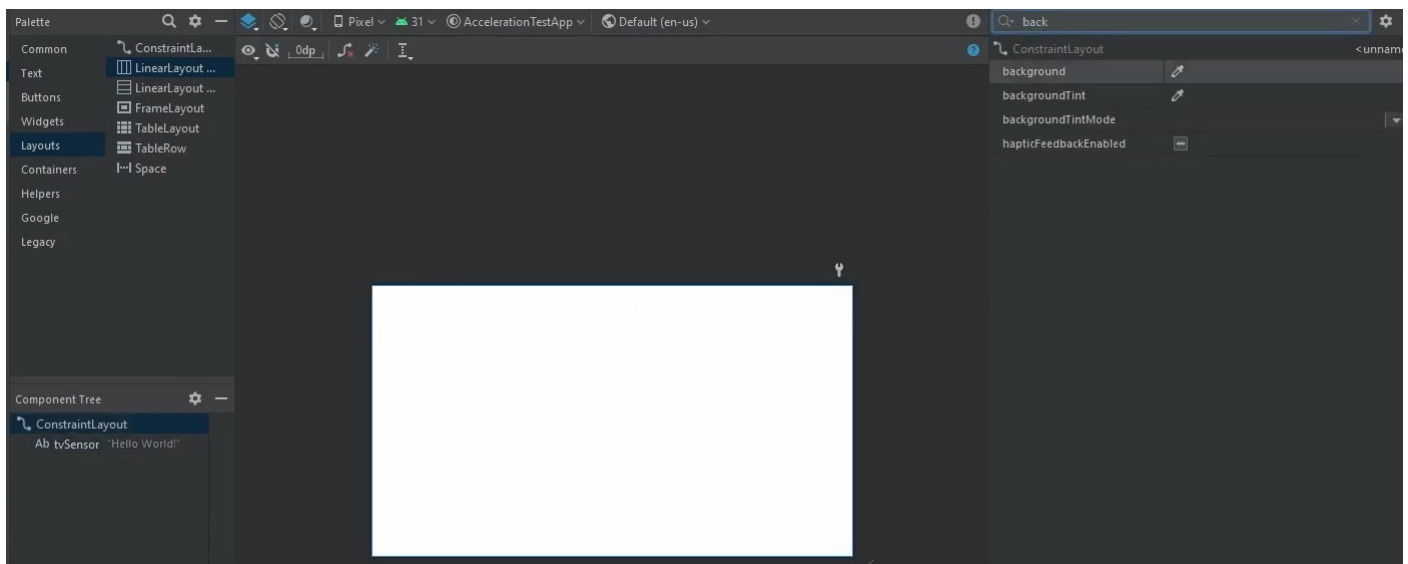 Palette
Pixel
31
AccelerationTestApp
Default (en-us)
back
Common
Text
Buttons
Widgets
Layouts
Containers
Helpers
Google
Legacy
ConstraintLa...
LinearLayout ...
LinearLayout ...
FrameLayout
TableLayout
TableRow
Space
0dp
ConstraintLayout
<unname
background
backgroundTint
backgroundTintMode
hapticFeedbackEnabled
Component Tree
ConstraintLayout
Ab tvSensor "Hello World!"